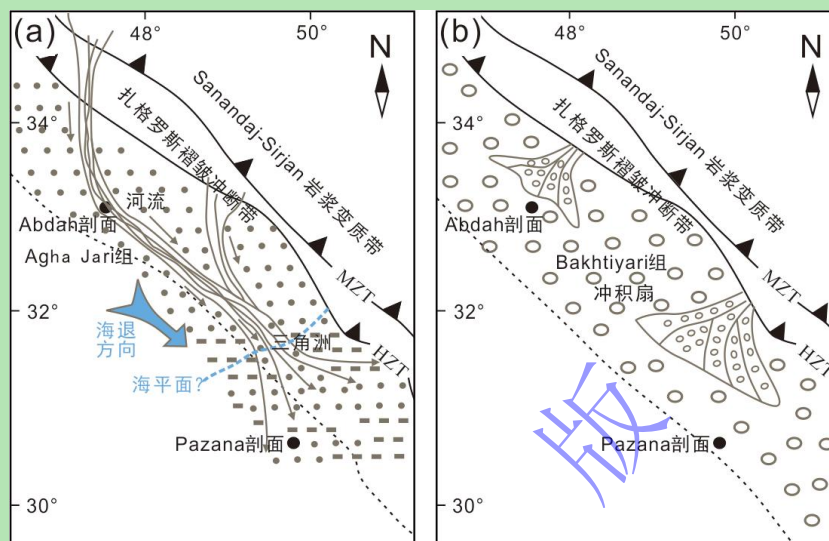 (a)
48°
50°
N
Sanandaj-Sirjan 岩浆变质带
扎格罗斯褶皱冲断带
34°
河流
Abdah剖面
Agha Jari组
MZT
32°
海退
方向
三角洲
HZT
海平面?
Pazana剖面
30°
(b)
48°
50°
N
Sanandaj-Sirjan 岩浆变质带
扎格罗斯褶皱冲断带
34°
Abdah剖面
Bakhtiyari组
冲积扇
MZT
32°
HZT
Pazana剖面
30°
版